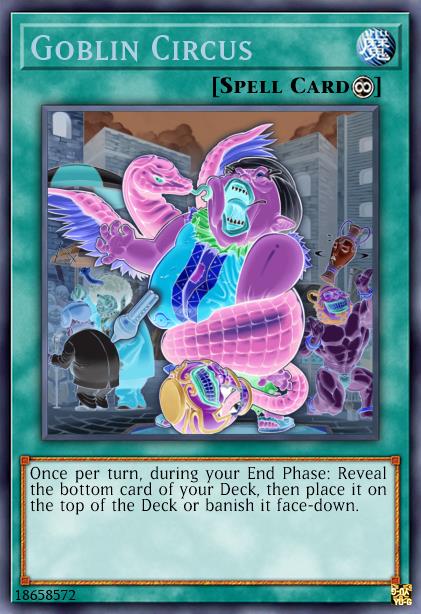 GOBLIN CIRCUS
魔
[SPELL CARD]
Once per turn, during your End Phase: Reveal
the bottom card of your Deck, then place it on
the top of the Deck or banish it face-down.
18658572